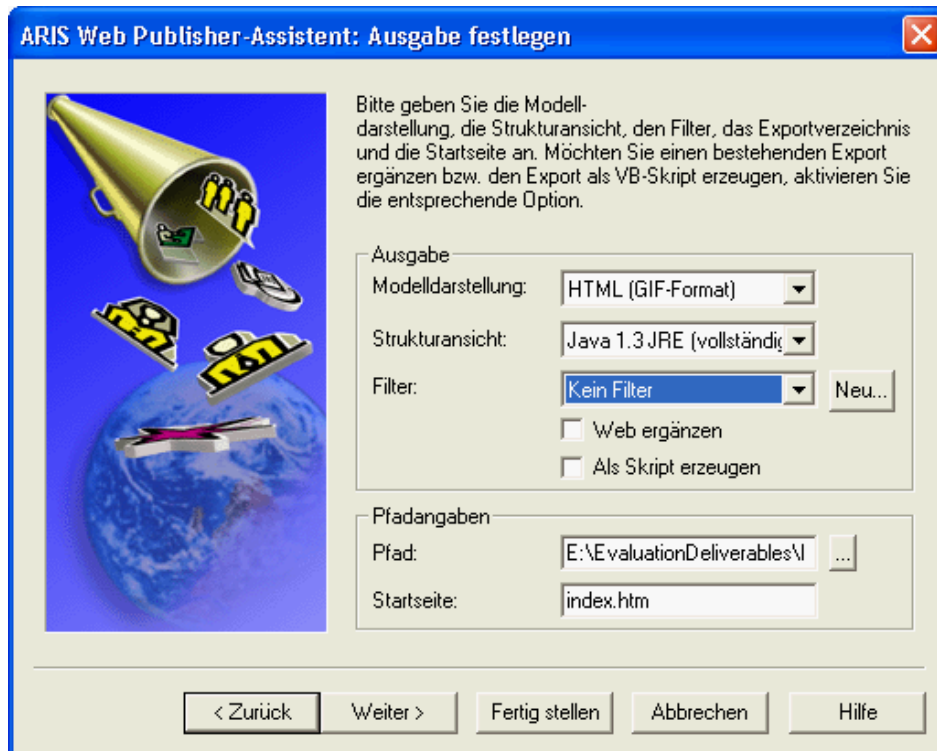 ARIS Web Publisher-Assistent: Ausgabe festlegen
Bitte geben Sie die Modell-
darstellung, die Strukturansicht, den Filter, das Exportverzeichnis
und die Startseite an. Möchten Sie einen bestehenden Export
ergänzen bzw. den Export als VB-Skript erzeugen, aktivieren Sie
die entsprechende Option.
Ausgabe
Modelldarstellung: HTML (GIF-Format)
Strukturansicht: Java 1.3 JRE (vollständig
Filter: Kein Filter Neu...
Web ergänzen
Als Skript erzeugen
Pfadangaben
Pfad: E:\EvaluationDeliverables\I ...
Startseite: index.htm
< Zurück Weiter > Fertig stellen Abbrechen Hilfe